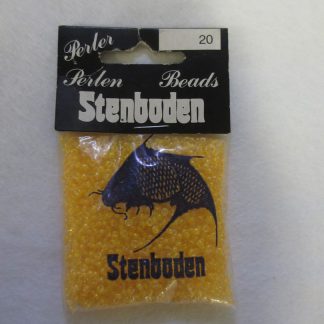 20
Perler
Perlen Beads
Stenboden
Stenboden